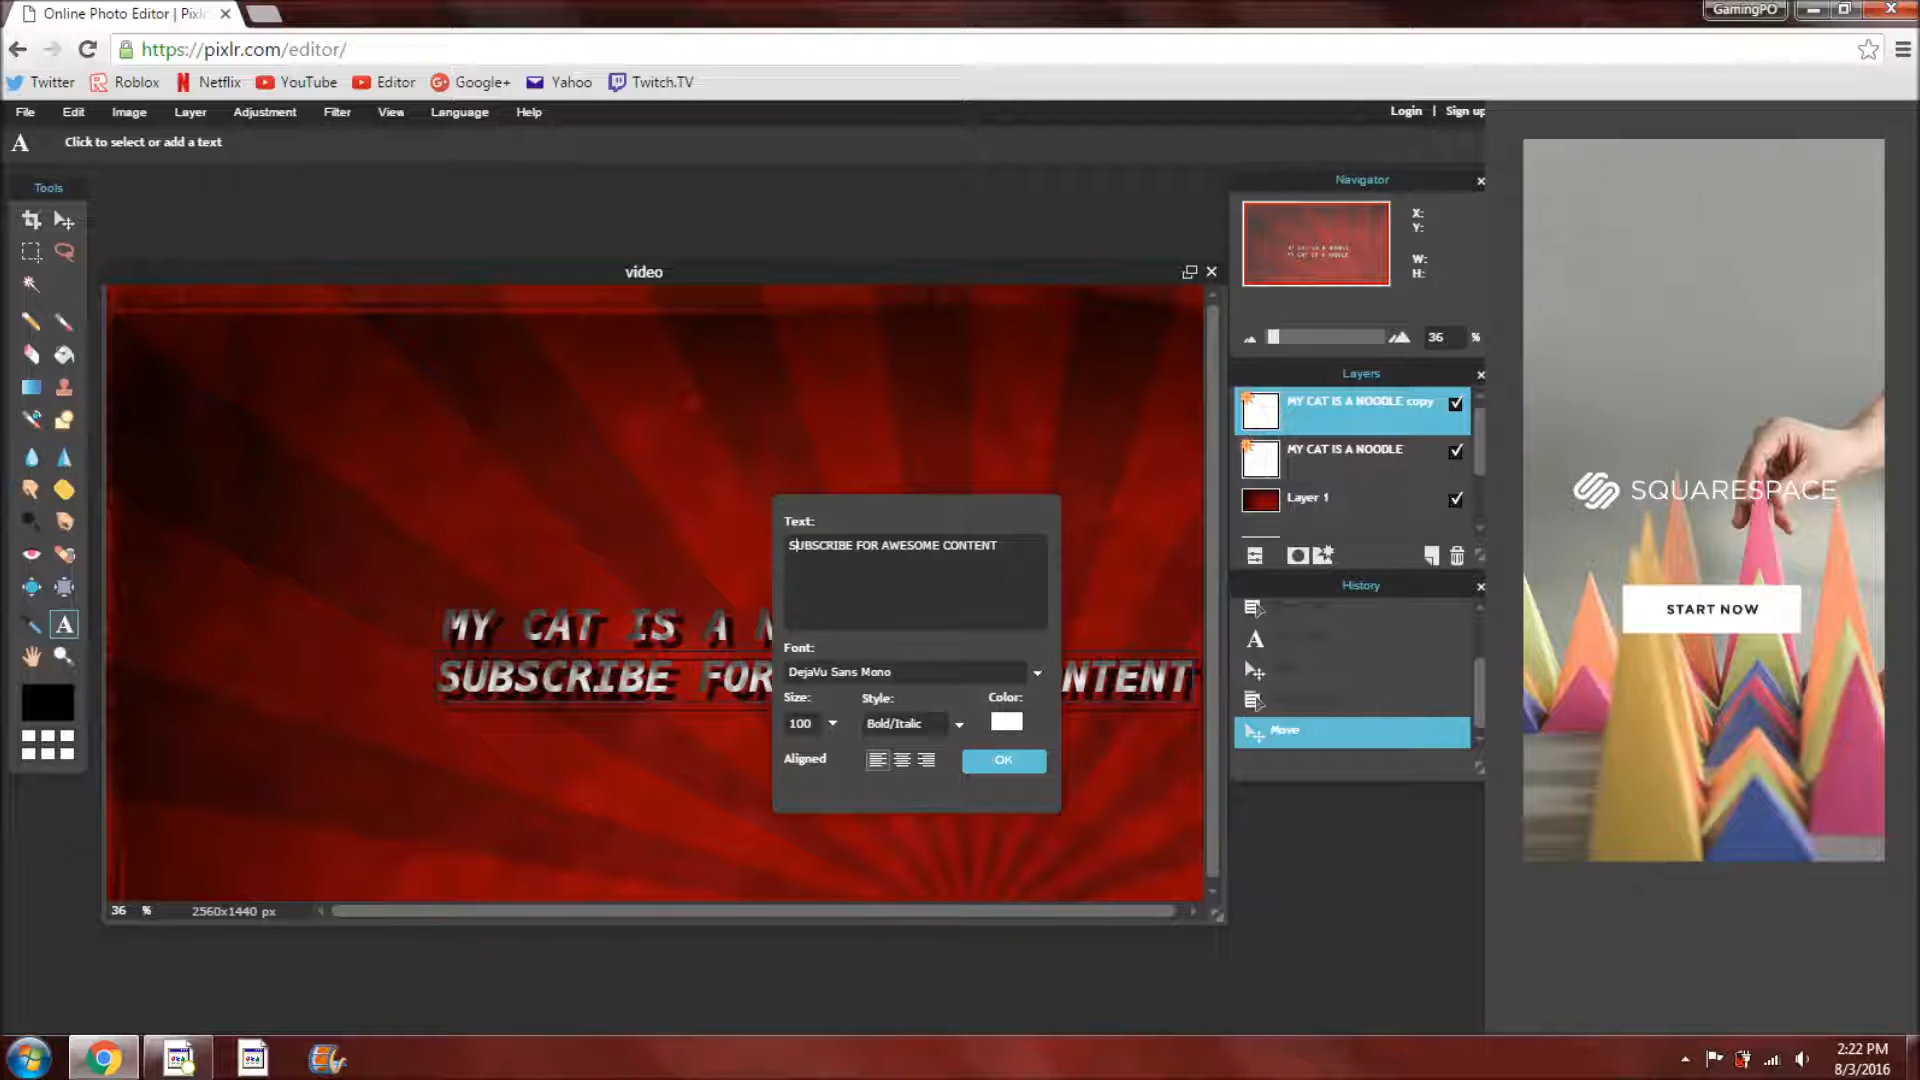 Online Photo Editor | Pixlr
GamingPO
https://pixlr.com/editor/
Twitter
Roblox
Netflix
YouTube
Editor
Google+
Yahoo
Twitch.TV
File
Edit
Image
Layer
Adjustment
Filter
View
Language
Help
Login | Sign up
A
Click to select or add a text
Tools
Navigator
X:
Y:
W:
H:
36 %
video
Layers
MY CAT IS A NOODLE copy
MY CAT IS A NOODLE
Layer 1
History
Move
MY CAT IS A N
SUBSCRIBE FOR
NTENT
Text:
SUBSCRIBE FOR AWESOME CONTENT
Font:
DejaVu Sans Mono
Size:
Style:
Color:
100
Bold/Italic
Aligned
OK
36 %
2560x1440 px
SQUARESPACE
START NOW
2:22 PM
8/3/2016